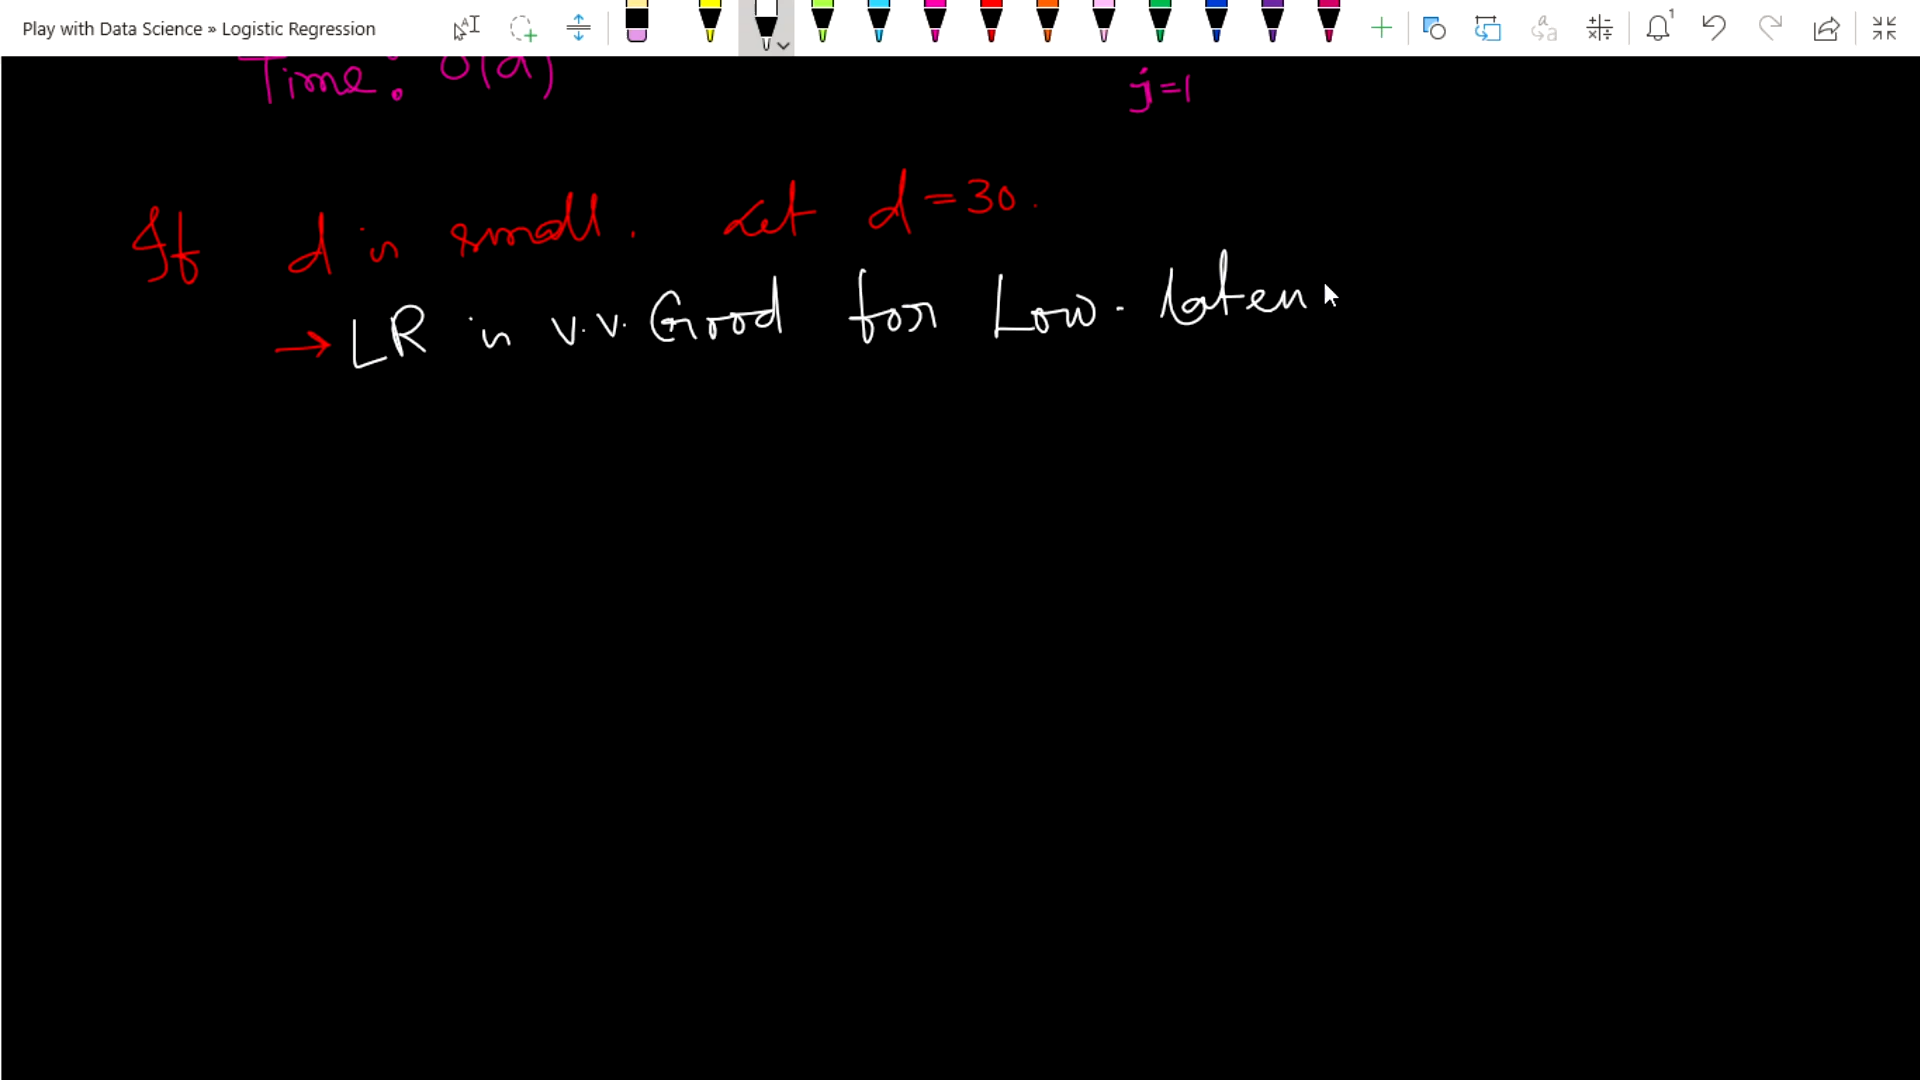 Play with Data Science » Logistic Regression
Time: O(d)
j=1
If d is small. Let d=30.
→ LR is v.v. Good for Low-laten